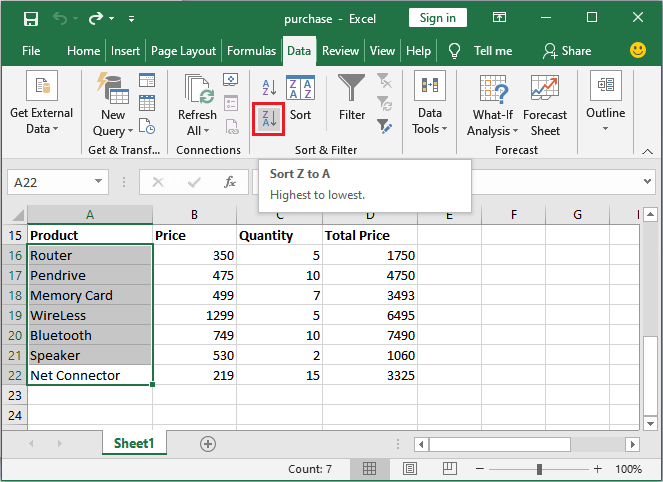 purchase - Excel
Sign in
File Home Insert Page Layout Formulas Data Review View Help Tell me Share
Get External Data
New Query
Refresh All
A Z
Z A
Z A A Z
Sort
Filter
Data Tools
What-If Analysis
Forecast Sheet
Outline
Get & Transf...
Connections
Sort & Filter
Forecast
A22
fx
Sort Z to A
Highest to lowest.
A B C D E F G H
15 Product Price Quantity Total Price
16 Router 350 5 1750
17 Pendrive 475 10 4750
18 Memory Card 499 7 3493
19 WireLess 1299 5 6495
20 Bluetooth 749 10 7490
21 Speaker 530 2 1060
22 Net Connector 219 15 3325
23
24
Sheet1
Count: 7
100%